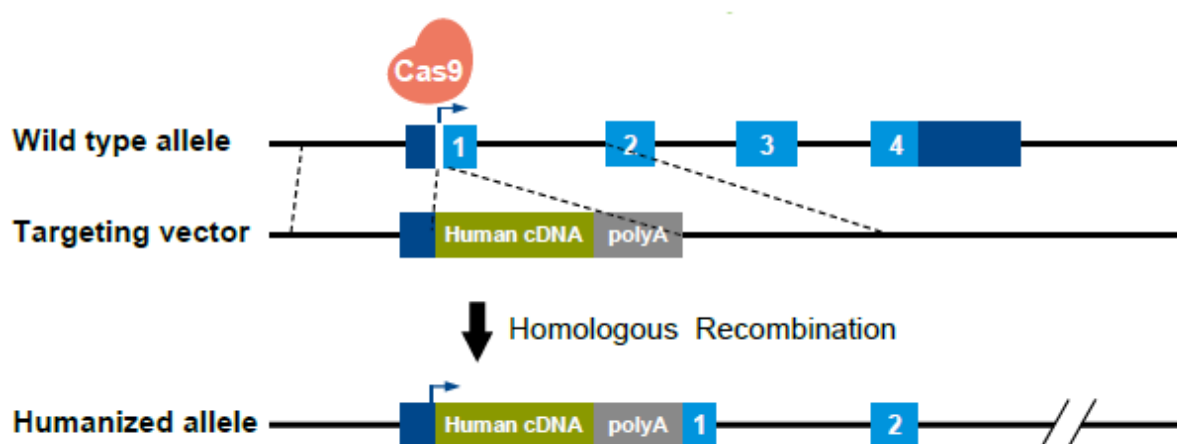 Cas9
Wild type allele 1 2 3 4
Targeting vector Human cDNA polyA
Homologous Recombination
Humanized allele Human cDNA polyA 1 2